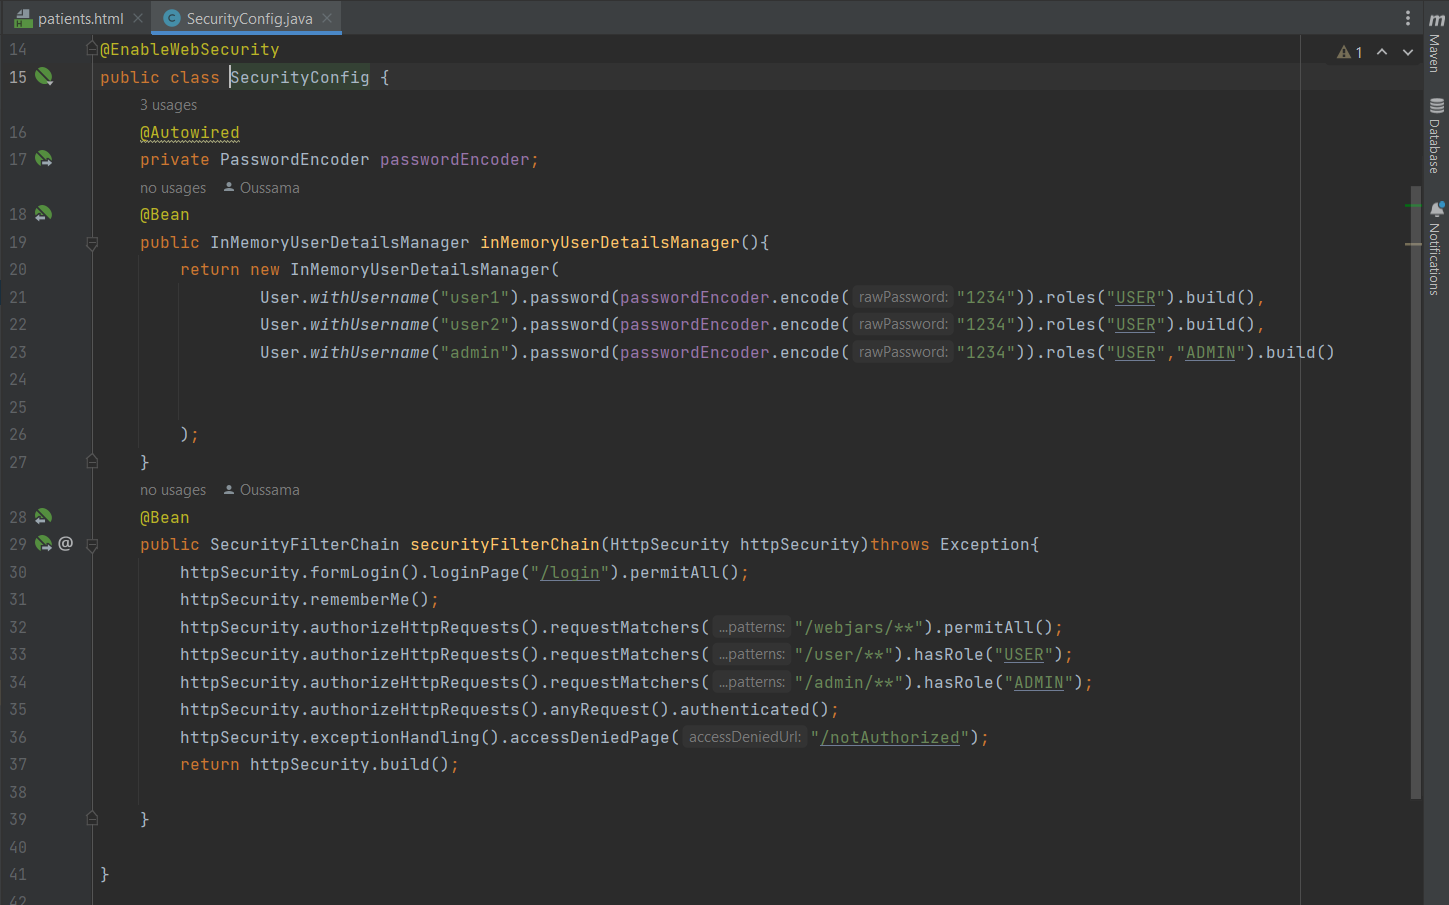 patients.html SecurityConfig.java
14 @EnableWebSecurity 1
15 public class SecurityConfig {
3 usages
16 @Autowired
17 private PasswordEncoder passwordEncoder;
no usages Oussama
18 @Bean
19 public InMemoryUserDetailsManager inMemoryUserDetailsManager(){
20 return new InMemoryUserDetailsManager(
21 User.withUsername("user1").password(passwordEncoder.encode( rawPassword: "1234")).roles("USER").build(),
22 User.withUsername("user2").password(passwordEncoder.encode( rawPassword: "1234")).roles("USER").build(),
23 User.withUsername("admin").password(passwordEncoder.encode( rawPassword: "1234")).roles("USER","ADMIN").build()
24
25
26 );
27 }
no usages Oussama
28 @Bean
29 @ public SecurityFilterChain securityFilterChain(HttpSecurity httpSecurity)throws Exception{
30 httpSecurity.formLogin().loginPage("/login").permitAll();
31 httpSecurity.rememberMe();
32 httpSecurity.authorizeHttpRequests().requestMatchers( ...patterns: "/webjars/**").permitAll();
33 httpSecurity.authorizeHttpRequests().requestMatchers( ...patterns: "/user/**").hasRole("USER");
34 httpSecurity.authorizeHttpRequests().requestMatchers( ...patterns: "/admin/**").hasRole("ADMIN");
35 httpSecurity.authorizeHttpRequests().anyRequest().authenticated();
36 httpSecurity.exceptionHandling().accessDeniedPage( accessDeniedUrl: "/notAuthorized");
37 return httpSecurity.build();
38
39 }
40
41 }
42
m
Maven
Database
Notifications